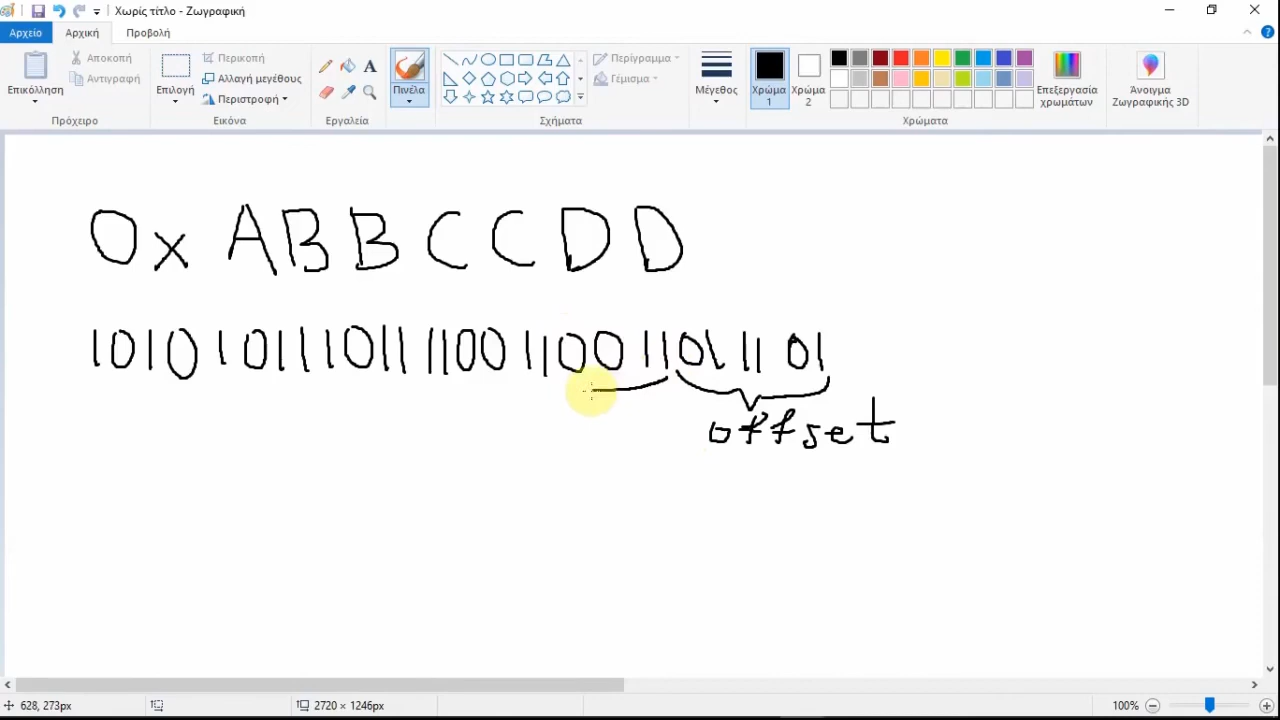 Χωρίς τίτλο - Ζωγραφική
Αρχείο Αρχική Προβολή
Επικόλληση
Αποκοπή
Αντιγραφή
Πρόχειρο
Επιλογή
Περικοπή
Αλλαγή μεγέθους
Περιστροφή
Εικόνα
A
Εργαλεία
Πινέλα
Περίγραμμα
Γέμισμα
Σχήματα
Μέγεθος
Χρώμα 1
Χρώμα 2
Χρώματα
Επεξεργασία χρωμάτων
Άνοιγμα Ζωγραφικής 3D
0x ABBCCDD
1010 1011 1011 1100 1100 1101 1101
offset
628, 273px
2720 × 1246px
100%